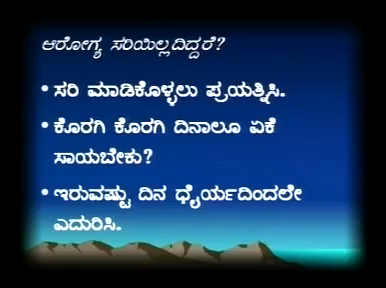 ಆರೋಗ್ಯ ಸರಿಯಿಲ್ಲದಿದ್ದರೆ?
• ಸರಿ ಮಾಡಿಕೊಳ್ಳಲು ಪ್ರಯತ್ನಿಸಿ.
• ಕೊರಗಿ ಕೊರಗಿ ದಿನಾಲೂ ಏಕೆ
ಸಾಯಬೇಕು?
• ಇರುವಷ್ಟು ದಿನ ಧೈರ್ಯದಿಂದಲೇ
ಎದುರಿಸಿ.